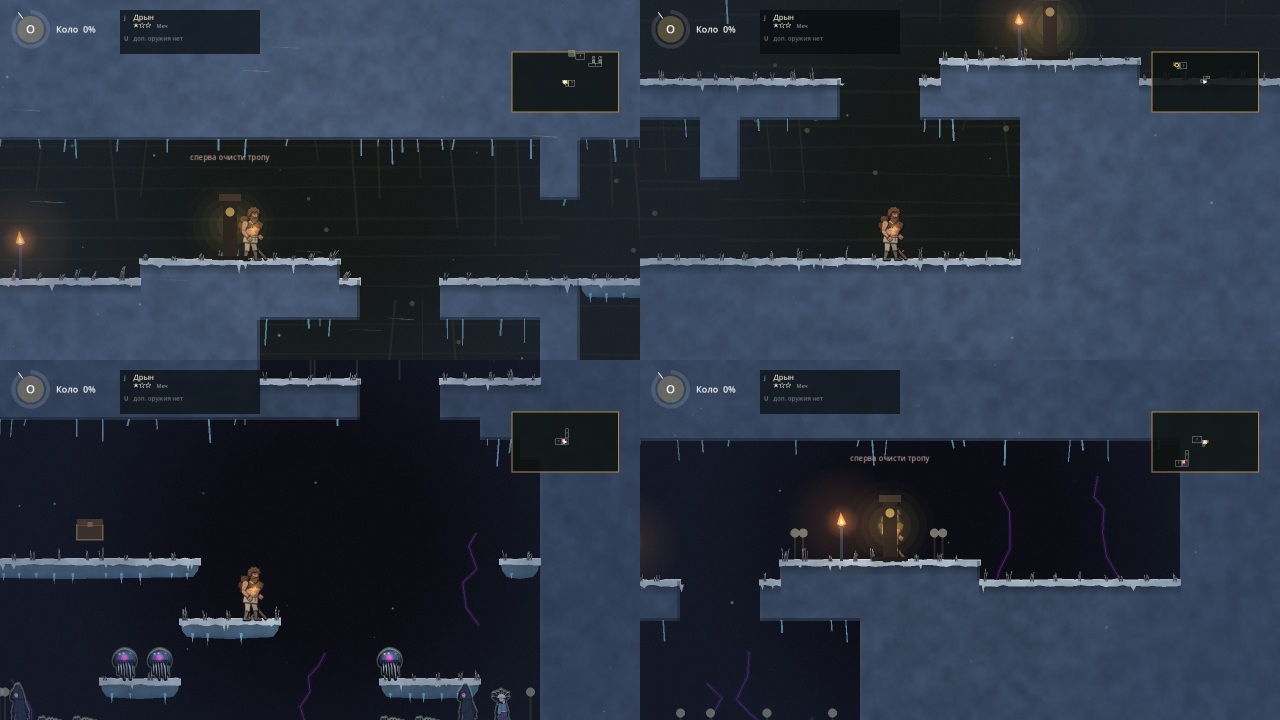 O Коло 0%
Дрын
★☆☆ Меч
U доп. оружия нет
сперва очисти тропу
O Коло 0%
Дрын
★☆☆ Меч
U доп. оружия нет
O Коло 0%
Дрын
★☆☆ Меч
U доп. оружия нет
O Коло 0%
Дрын
★☆☆ Меч
U доп. оружия нет
сперва очисти тропу